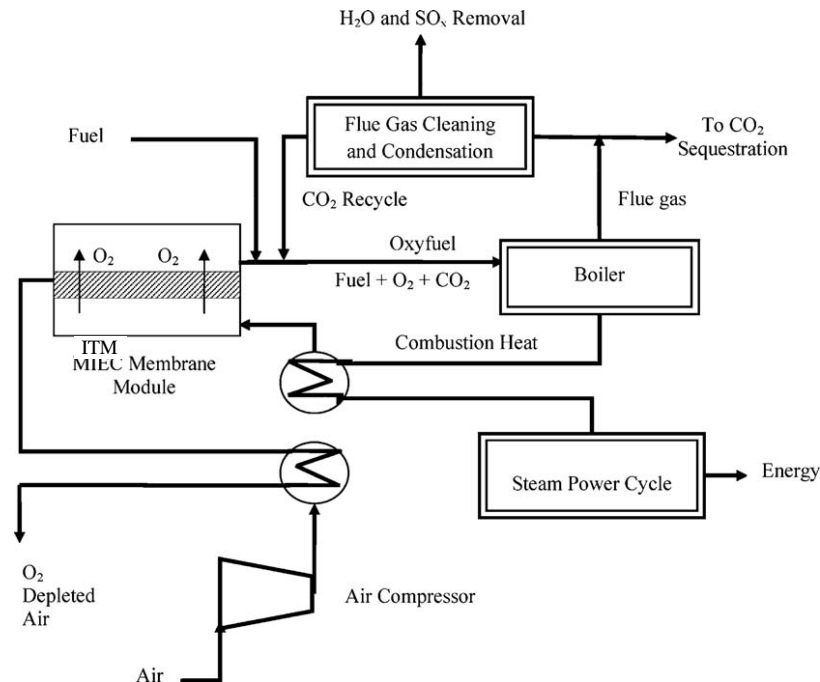 H₂O and SOₓ Removal
Fuel
Flue Gas Cleaning
and Condensation
To CO₂
Sequestration
CO₂ Recycle
Flue gas
O₂ O₂
Oxyfuel
Fuel + O₂ + CO₂
Boiler
ITM
MIEC Membrane
Module
Combustion Heat
Steam Power Cycle
Energy
O₂
Depleted
Air
Air Compressor
Air